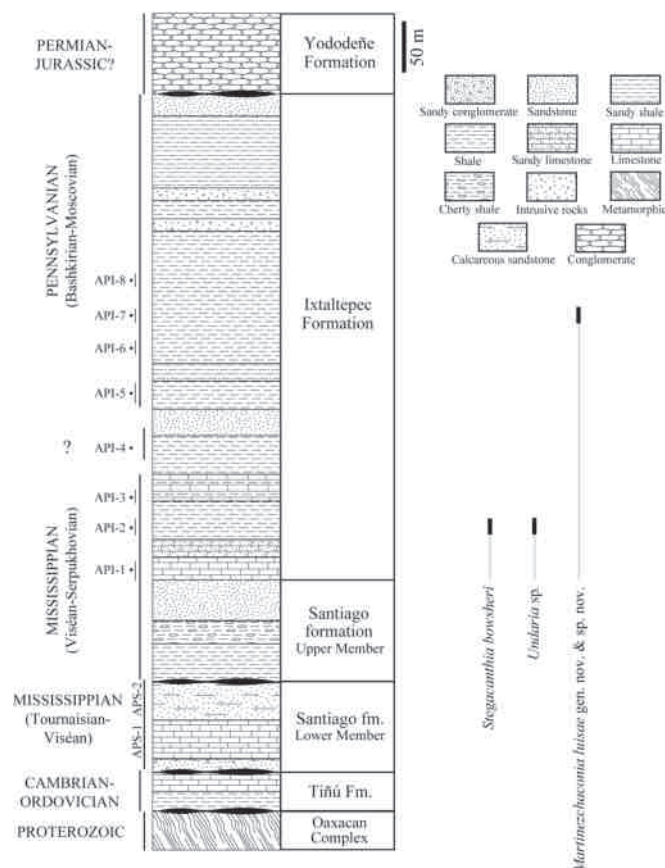 PERMIAN-
JURASSIC?
Yododeñe
Formation
50 m
Sandy conglomerate
Sandstone
Sandy shale
Shale
Sandy limestone
Limestone
Cherty shale
Intrusive rocks
Metamorphic
Calcareous sandstone
Conglomerate
PENNSYLVANIAN
(Bashkirian-Moscovian)
API-8
API-7
API-6
API-5
Ixtaltepec
Formation
?
API-4
MISSISSIPPIAN
(Viséan-Serpukhovian)
API-3
API-2
API-1
Santiago
formation
Upper Member
MISSISSIPPIAN
(Tournaisian-
Viséan)
APS-2
APS-1
Santiago fm.
Lower Member
CAMBRIAN-
ORDOVICIAN
Tiñú Fm.
PROTEROZOIC
Oaxacan
Complex
Stegacanthia bowsheri
Undaria sp.
Martinezchaconia luisae gen. nov. & sp. nov.